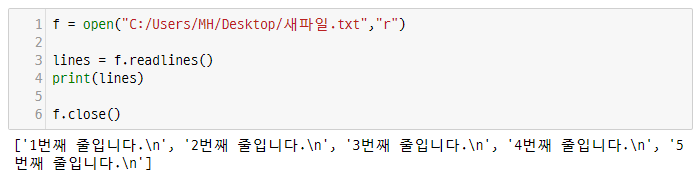 1 f = open("C:/Users/MH/Desktop/새파일.txt","r")
2
3 lines = f.readlines()
4 print(lines)
5
6 f.close()
['1번째 줄입니다.\n', '2번째 줄입니다.\n', '3번째 줄입니다.\n', '4번째 줄입니다.\n', '5
번째 줄입니다.\n']